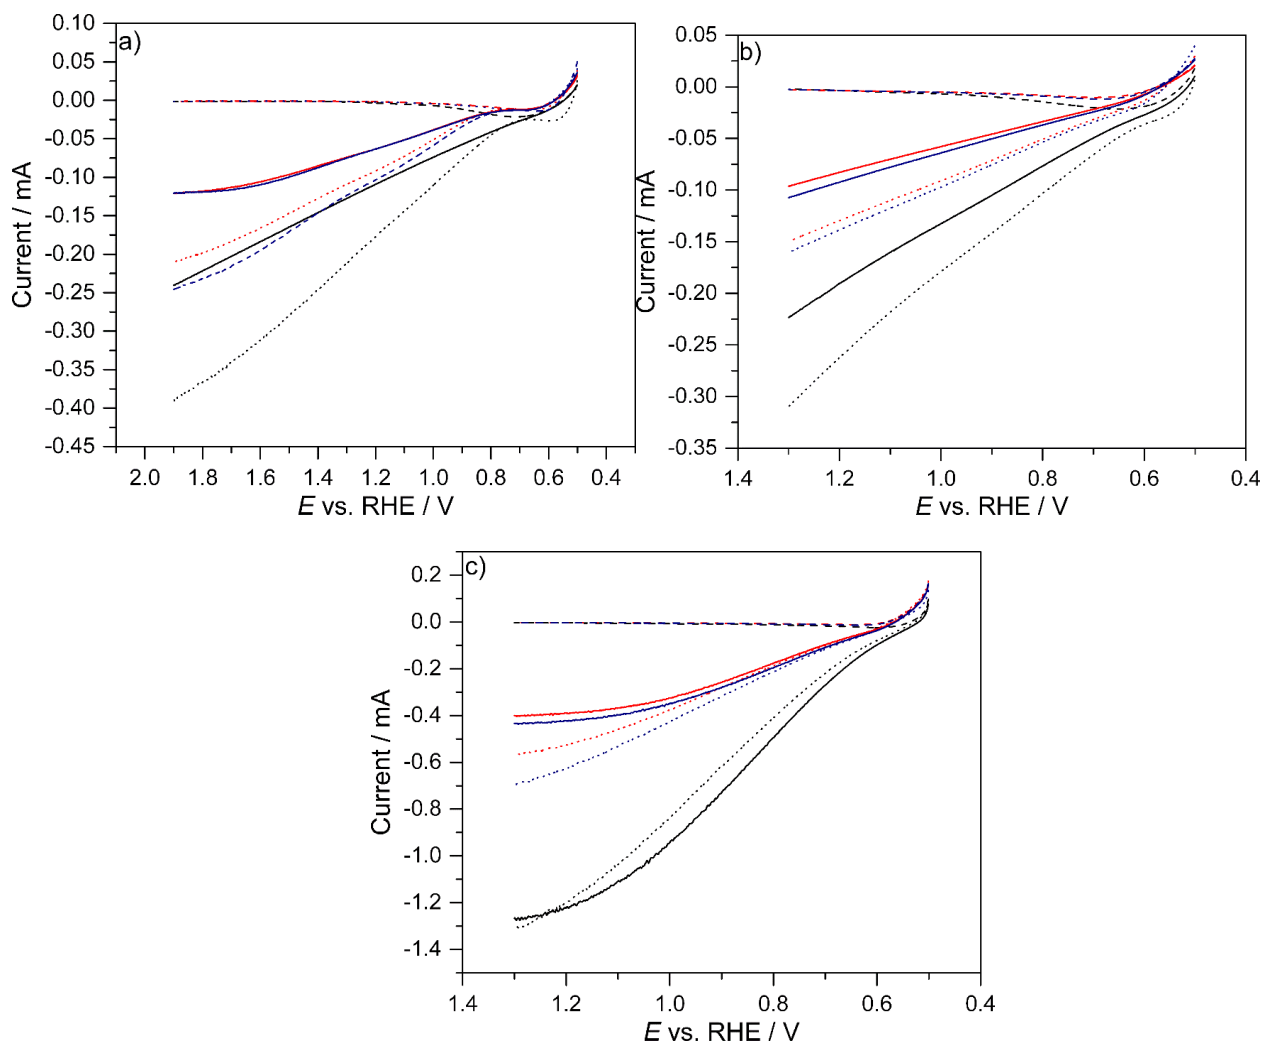 a)
0.10
0.05
0.00
-0.05
-0.10
-0.15
-0.20
-0.25
-0.30
-0.35
-0.40
-0.45
Current / mA
2.0 1.8 1.6 1.4 1.2 1.0 0.8 0.6 0.4
E vs. RHE / V
b)
0.05
0.00
-0.05
-0.10
-0.15
-0.20
-0.25
-0.30
-0.35
Current / mA
1.4 1.2 1.0 0.8 0.6 0.4
E vs. RHE / V
c)
0.2
0.0
-0.2
-0.4
-0.6
-0.8
-1.0
-1.2
-1.4
Current / mA
1.4 1.2 1.0 0.8 0.6 0.4
E vs. RHE / V